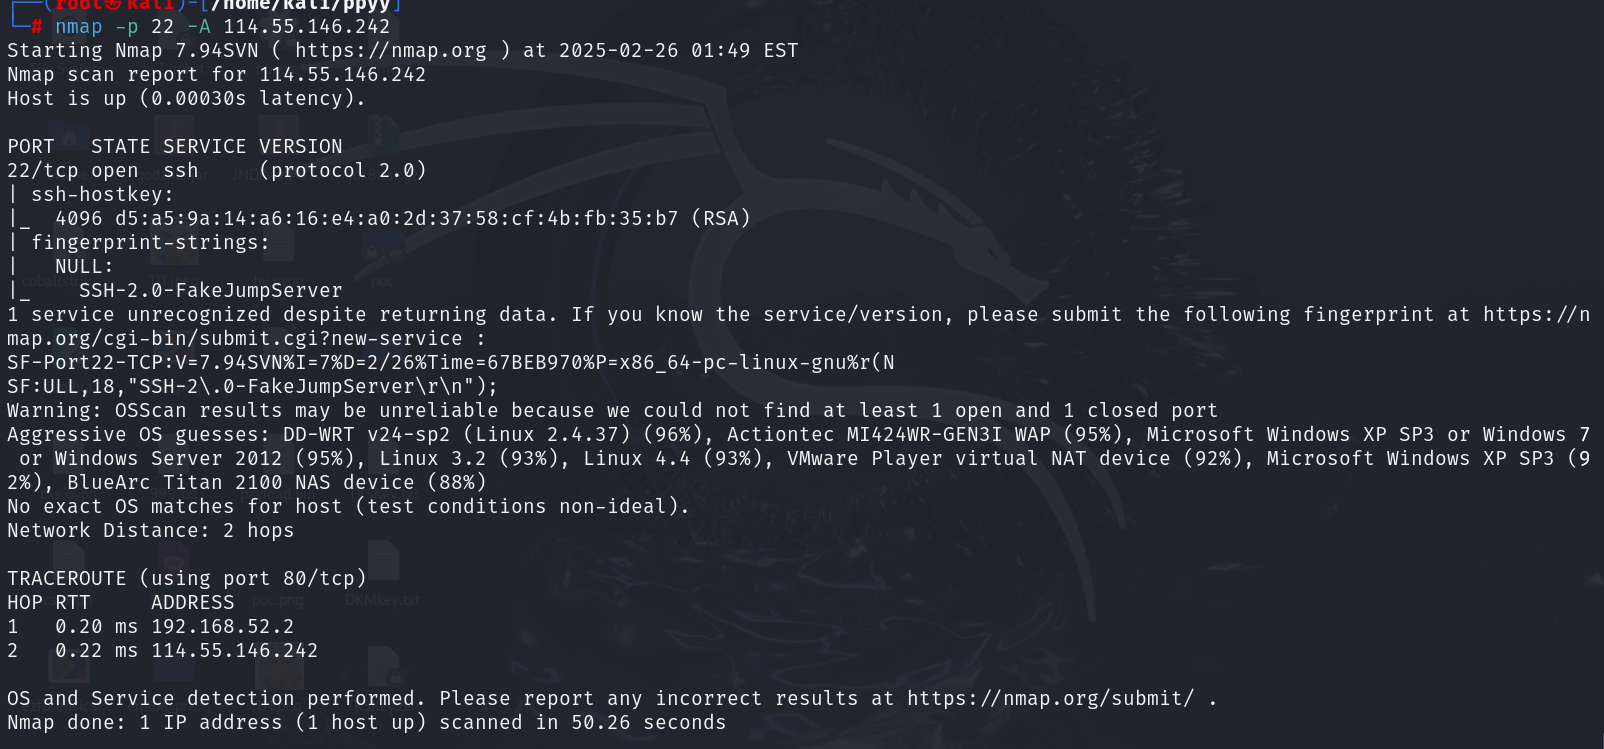 ┌──(root㉿kali)-[/home/kali/ppyy]
└─# nmap -p 22 -A 114.55.146.242
Starting Nmap 7.94SVN ( https://nmap.org ) at 2025-02-26 01:49 EST
Nmap scan report for 114.55.146.242
Host is up (0.00030s latency).
PORT   STATE SERVICE VERSION
22/tcp open  ssh     (protocol 2.0)
| ssh-hostkey:
|_  4096 d5:a5:9a:14:a6:16:e4:a0:2d:37:58:cf:4b:fb:35:b7 (RSA)
| fingerprint-strings:
|   NULL:
|_    SSH-2.0-FakeJumpServer
1 service unrecognized despite returning data. If you know the service/version, please submit the following fingerprint at https://n
map.org/cgi-bin/submit.cgi?new-service :
SF-Port22-TCP:V=7.94SVN%I=7%D=2/26%Time=67BEB970%P=x86_64-pc-linux-gnu%r(N
SF:ULL,18,"SSH-2\.0-FakeJumpServer\r\n");
Warning: OSScan results may be unreliable because we could not find at least 1 open and 1 closed port
Aggressive OS guesses: DD-WRT v24-sp2 (Linux 2.4.37) (96%), Actiontec MI424WR-GEN3I WAP (95%), Microsoft Windows XP SP3 or Windows 7
 or Windows Server 2012 (95%), Linux 3.2 (93%), Linux 4.4 (93%), VMware Player virtual NAT device (92%), Microsoft Windows XP SP3 (9
2%), BlueArc Titan 2100 NAS device (88%)
No exact OS matches for host (test conditions non-ideal).
Network Distance: 2 hops
TRACEROUTE (using port 80/tcp)
HOP RTT     ADDRESS
1   0.20 ms 192.168.52.2
poc.png
DKMkey.txt
2   0.22 ms 114.55.146.242
OS and Service detection performed. Please report any incorrect results at https://nmap.org/submit/ .
Nmap done: 1 IP address (1 host up) scanned in 50.26 seconds